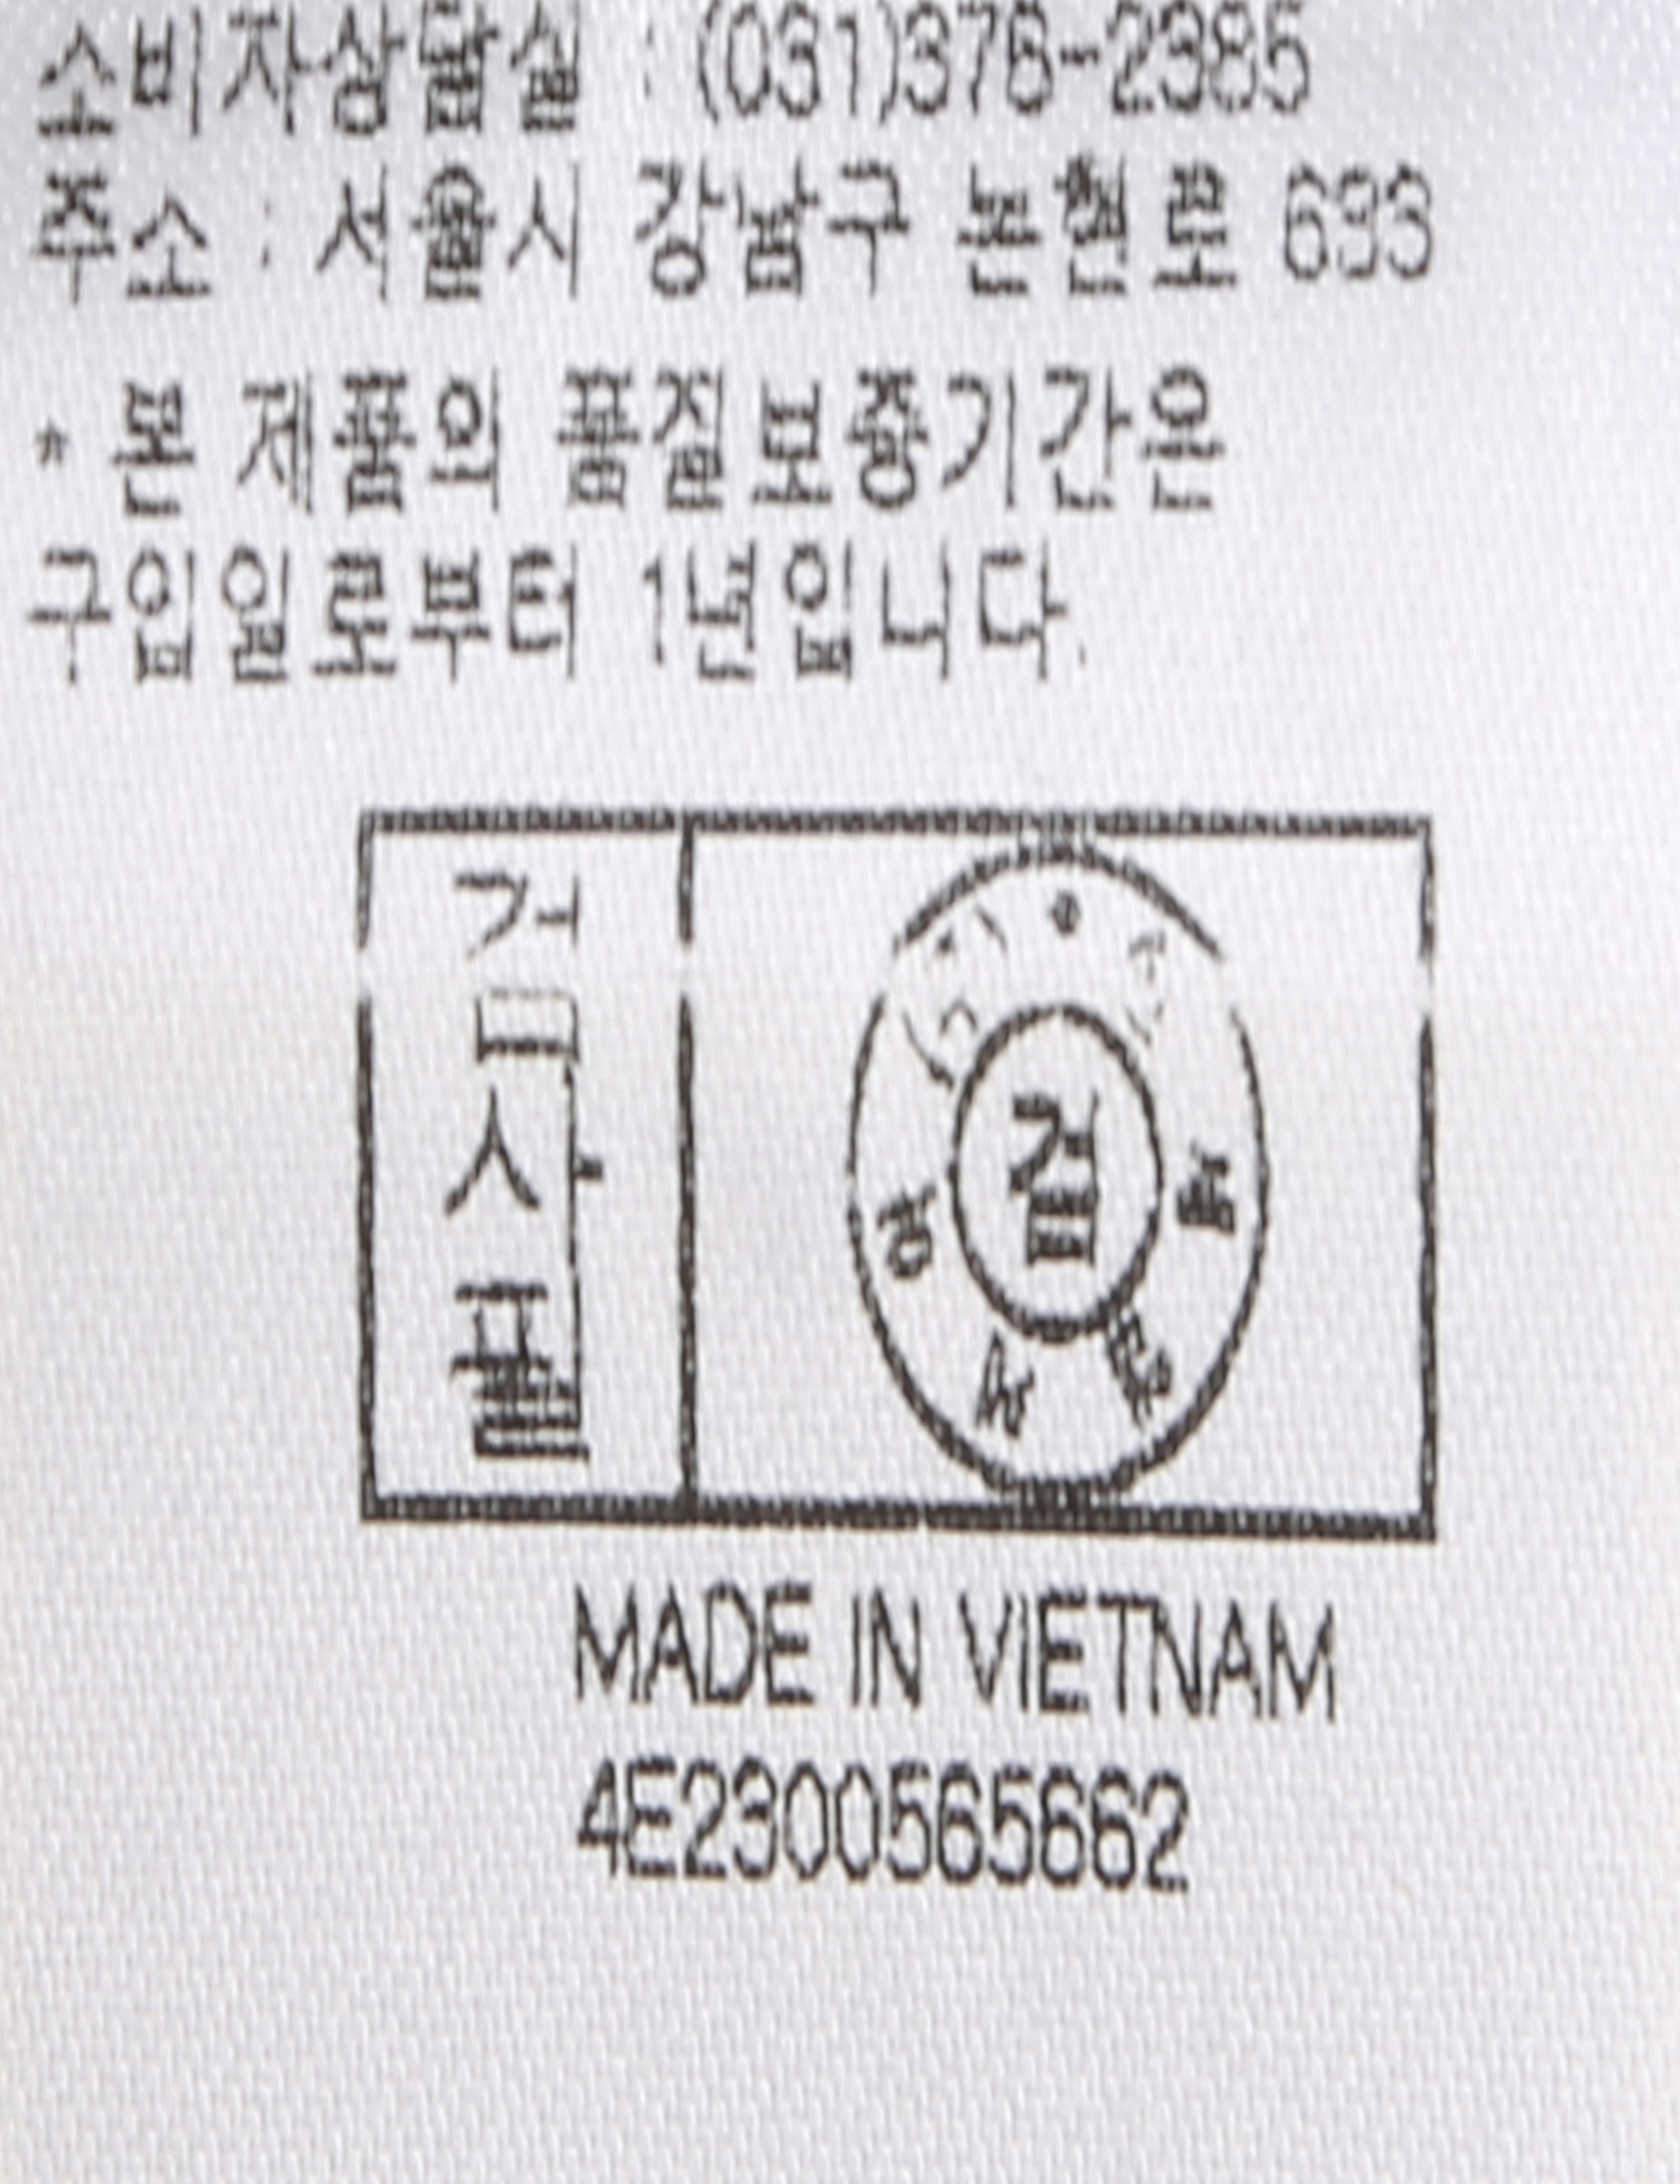 소비자상담실 : (031)376-2385
주소 : 서울시 강남구 논현로 633
* 본 제품의 품질보증기간은
구입일로부터 1년입니다.
검사필
검
MADE IN VIETNAM
4E2300565662